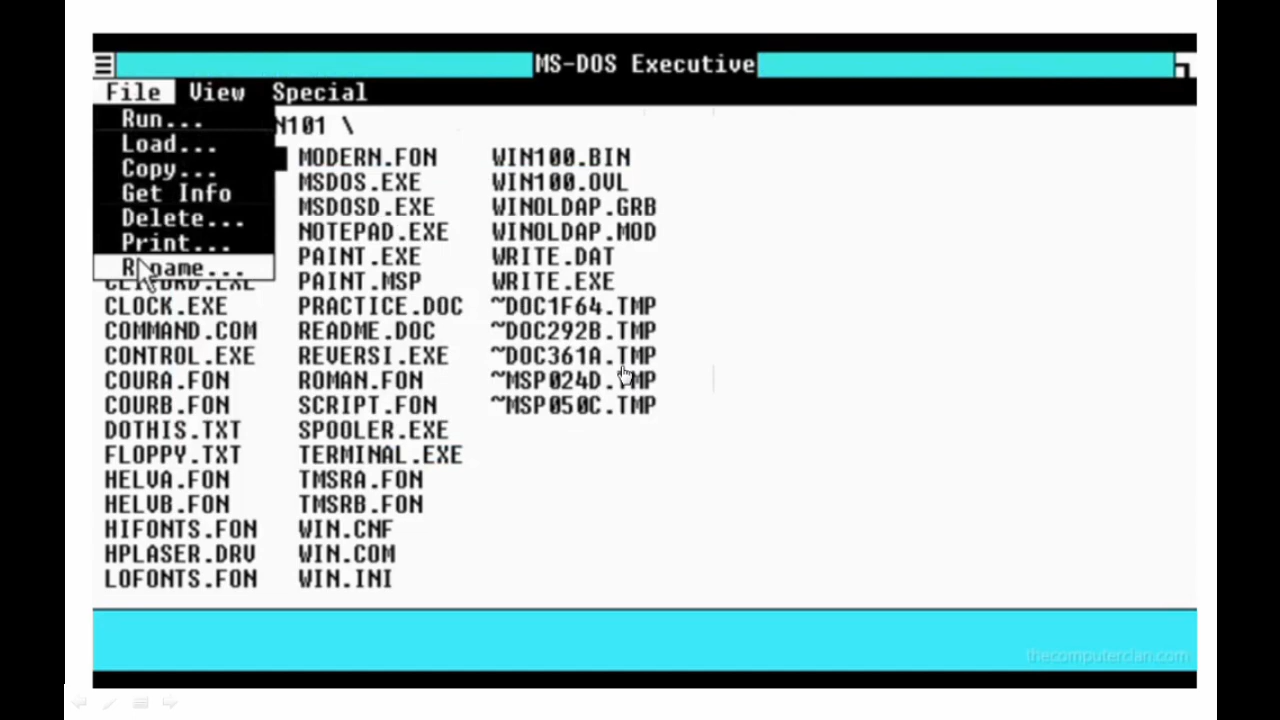 MS-DOS Executive
File View Special
Run...
Load...
Copy...
Get Info
Delete...
Print...
Rename...
N101 \
CLOCK.EXE
COMMAND.COM
CONTROL.EXE
COURA.FON
COURB.FON
DOTHIS.TXT
FLOPPY.TXT
HELVA.FON
HELVB.FON
HIFONTS.FON
HPLASER.DRV
LOFONTS.FON
MODERN.FON
MSDOS.EXE
MSDOSD.EXE
NOTEPAD.EXE
PAINT.EXE
PAINT.MSP
PRACTICE.DOC
README.DOC
REVERSI.EXE
ROMAN.FON
SCRIPT.FON
SPOOLER.EXE
TERMINAL.EXE
TMSRA.FON
TMSRB.FON
WIN.CNF
WIN.COM
WIN.INI
WIN100.BIN
WIN100.OVL
WINOLDAP.GRB
WINOLDAP.MOD
WRITE.DAT
WRITE.EXE
~DOC1F64.TMP
~DOC292B.TMP
~DOC361A.TMP
~MSP024D.TMP
~MSP050C.TMP
thecomputerclan.com